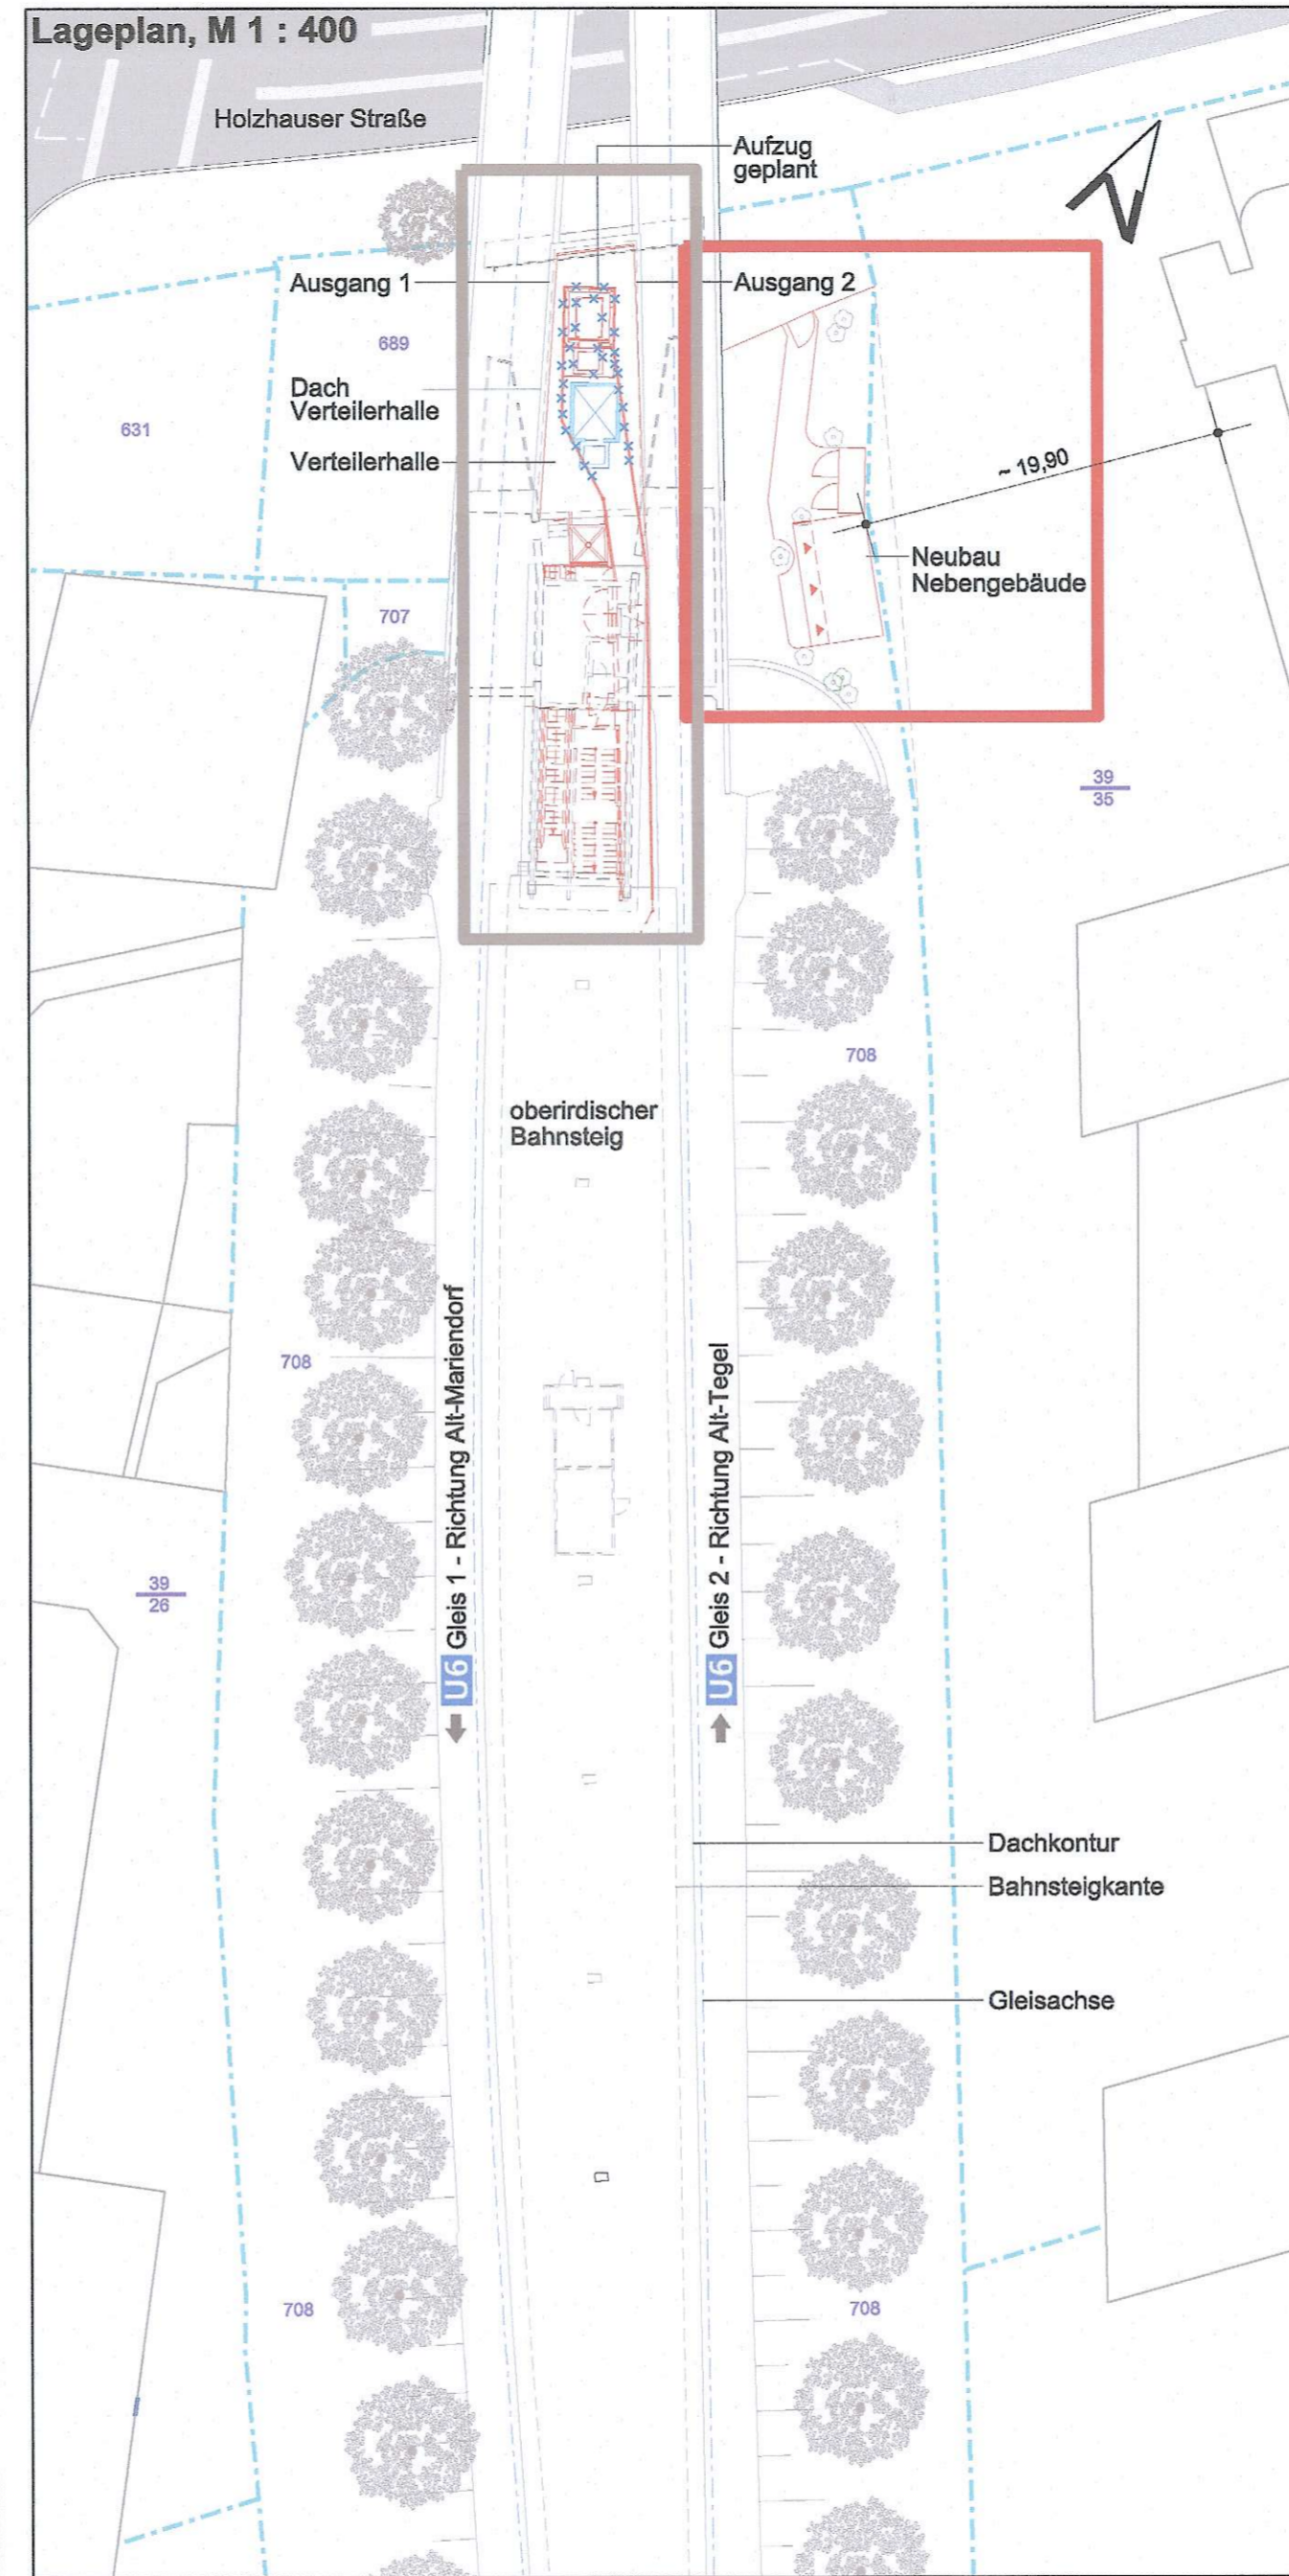 Lageplan, M 1 : 400
Holzhauser Straße
Aufzug
geplant
Ausgang 1
Ausgang 2
689
Dach
Verteilerhalle
631
Verteilerhalle
~ 19,90
Neubau
Nebengebäude
707
39
35
708
oberirdischer
Bahnsteig
708
U6 Gleis 1 - Richtung Alt-Mariendorf
U6 Gleis 2 - Richtung Alt-Tegel
39
26
Dachkontur
Bahnsteigkante
Gleisachse
708
708
N